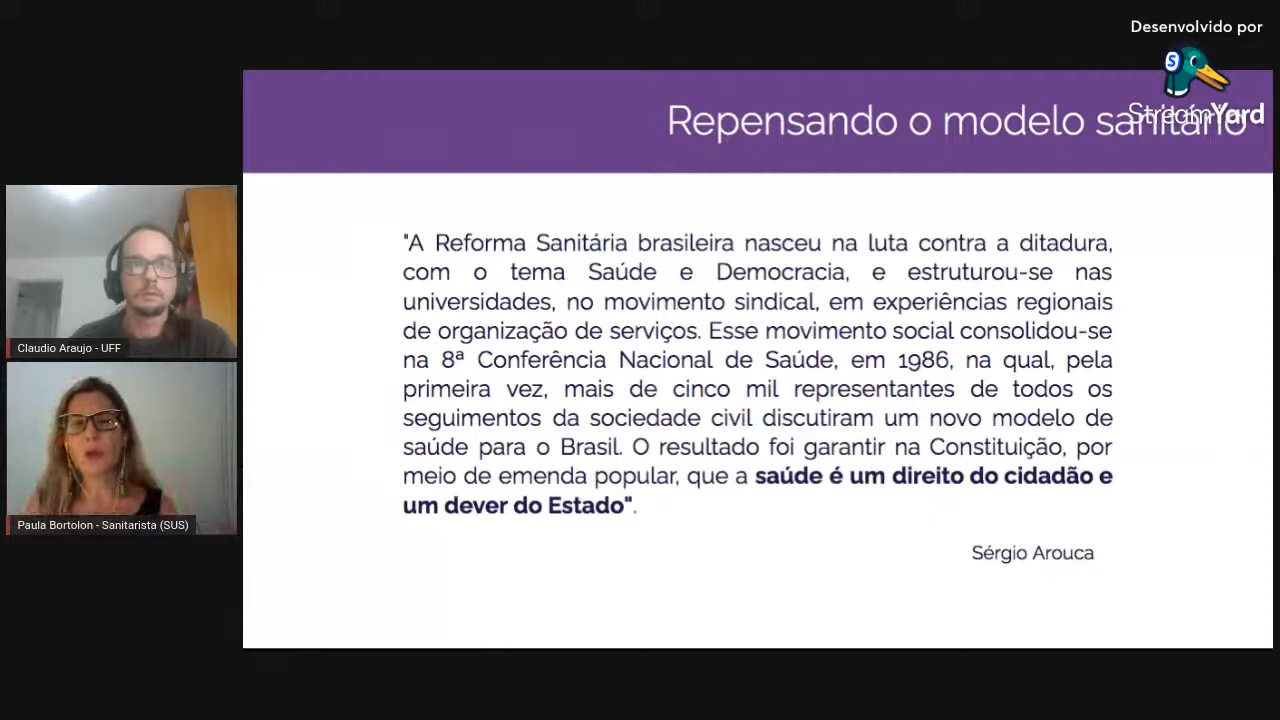 Desenvolvido por
StreamYard
Repensando o modelo sanitário
"A Reforma Sanitária brasileira nasceu na luta contra a ditadura,
com o tema Saúde e Democracia, e estruturou-se nas
universidades, no movimento sindical, em experiências regionais
de organização de serviços. Esse movimento social consolidou-se
na 8ª Conferência Nacional de Saúde, em 1986, na qual, pela
primeira vez, mais de cinco mil representantes de todos os
seguimentos da sociedade civil discutiram um novo modelo de
saúde para o Brasil. O resultado foi garantir na Constituição, por
meio de emenda popular, que a saúde é um direito do cidadão e
um dever do Estado".
Sérgio Arouca
Claudio Araujo - UFF
Paula Bortolon - Sanitarista (SUS)